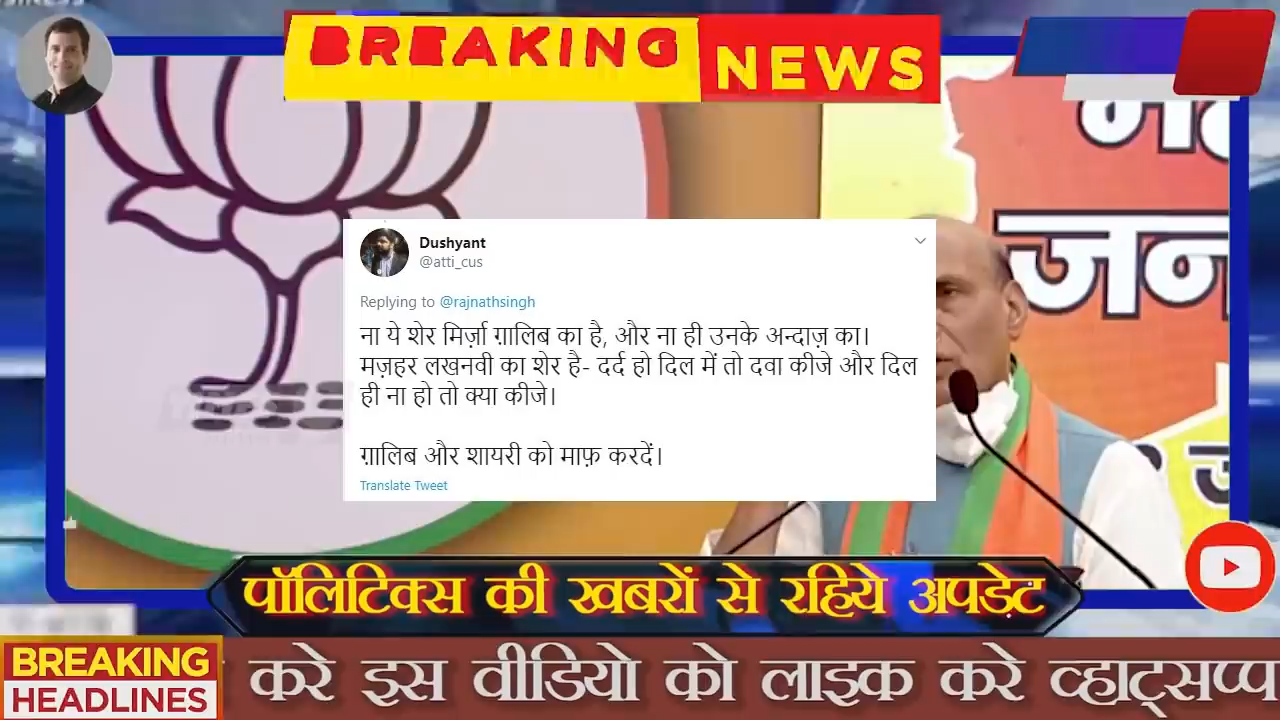 BREAKING
NEWS
Dushyant
@atti_cus
Replying to @rajnathsingh
ना ये शेर मिर्ज़ा ग़ालिब का है, और ना ही उनके अन्दाज़ का।
मज़हर लखनवी का शेर है- दर्द हो दिल में तो दवा कीजे और दिल
ही ना हो तो क्या कीजे।
ग़ालिब और शायरी को माफ़ करदें।
Translate Tweet
पॉलिटिक्स की खबरों से रहिये अपडेट
BREAKING
HEADLINES
करे इस वीडियो को लाइक करे व्हाट्सप्प